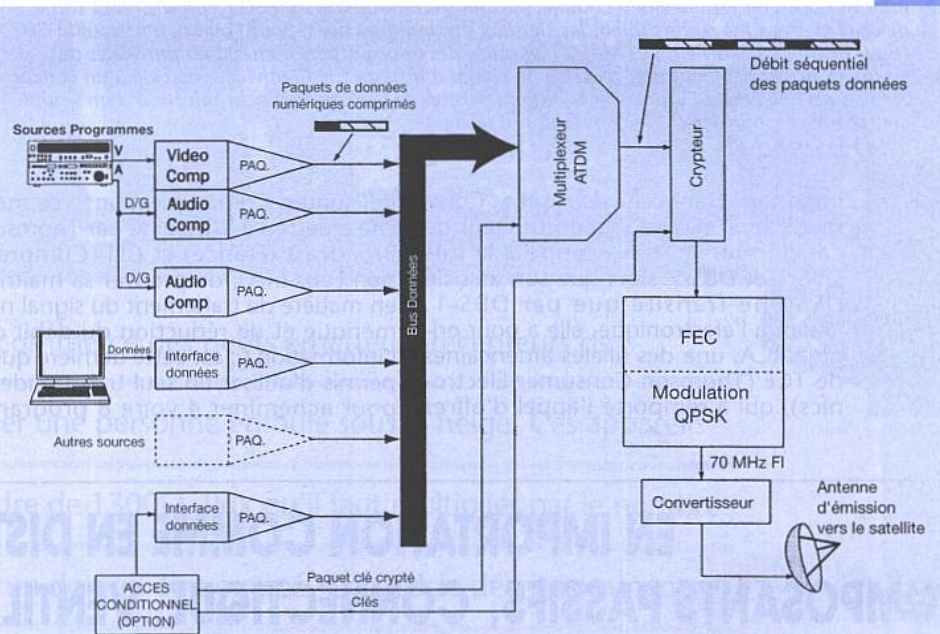 Débit séquentiel
des paquets données
Paquets de données
numériques comprimés
Sources Programmes
V
A
Video
Comp
PAQ.
D/G
Audio
Comp
PAQ.
D/G
Audio
Comp
PAQ.
Données
Interface
données
PAQ.
Autres sources
PAQ.
Interface
données
PAQ.
ACCES
CONDITIONNEL
(OPTION)
Bus Données
Multiplexeur
ATDM
Crypteur
FEC
Modulation
QPSK
70 MHz FI
Convertisseur
Antenne
d'émission
vers le satellite
Paquet clé crypté
Clés